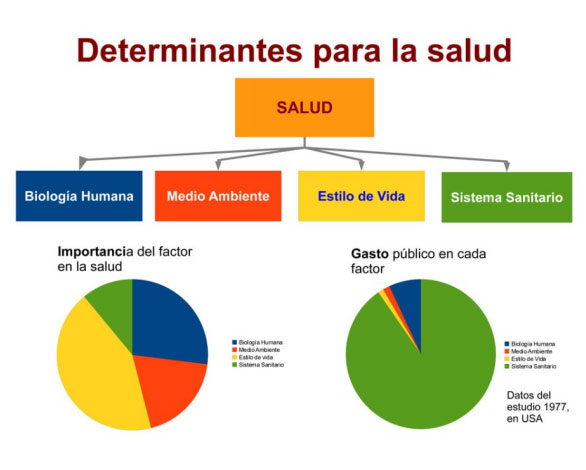 Determinantes para la salud
SALUD
Biología Humana
Medio Ambiente
Estilo de Vida
Sistema Sanitario
Importancia del factor
en la salud
Biología Humana
Medio Ambiente
Estilo de vida
Sistema Sanitario
Gasto público en cada
factor
Biología Humana
Medio Ambiente
Estilo de Vida
Sistema Sanitario
Datos del
estudio 1977,
en USA